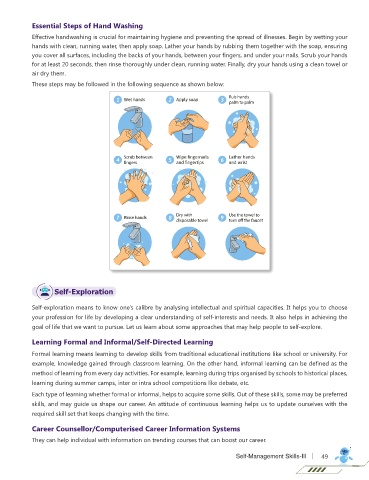 Essential Steps of Hand Washing
Effective handwashing is crucial for maintaining hygiene and preventing the spread of illnesses. Begin by wetting your
hands with clean, running water, then apply soap. Lather your hands by rubbing them together with the soap, ensuring
you cover all surfaces, including the backs of your hands, between your fingers, and under your nails. Scrub your hands
for at least 20 seconds, then rinse thoroughly under clean, running water. Finally, dry your hands using a clean towel or
air dry them.
These steps may be followed in the following sequence as shown below:
1 Wet hands
2 Apply soap
3 Rub hands
palm to palm
4 Scrub between
fingers
5 Wipe fingernails
and fingertips
6 Lather hands
and wrist
7 Rinse hands
8 Dry with
disposable towel
9 Use the towel to
turn off the faucet
Self-Exploration
Self-exploration means to know one's calibre by analysing intellectual and spiritual capacities. It helps you to choose
your profession for life by developing a clear understanding of self-interests and needs. It also helps in achieving the
goal of life that we want to pursue. Let us learn about some approaches that may help people to self-explore.
Learning Formal and Informal/Self-Directed Learning
Formal learning means learning to develop skills from traditional educational institutions like school or university. For
example, knowledge gained through classroom learning. On the other hand, informal learning can be defined as the
method of learning from every day activities. For example, learning during trips organised by schools to historical places,
learning during summer camps, inter or intra school competitions like debate, etc.
Each type of learning whether formal or informal, helps to acquire some skills. Out of these skills, some may be preferred
skills, and may guide us shape our career. An attitude of continuous learning helps us to update ourselves with the
required skill set that keeps changing with the time.
Career Counsellor/Computerised Career Information Systems
They can help individual with information on trending courses that can boost our career.
Self-Management Skills-III | 49